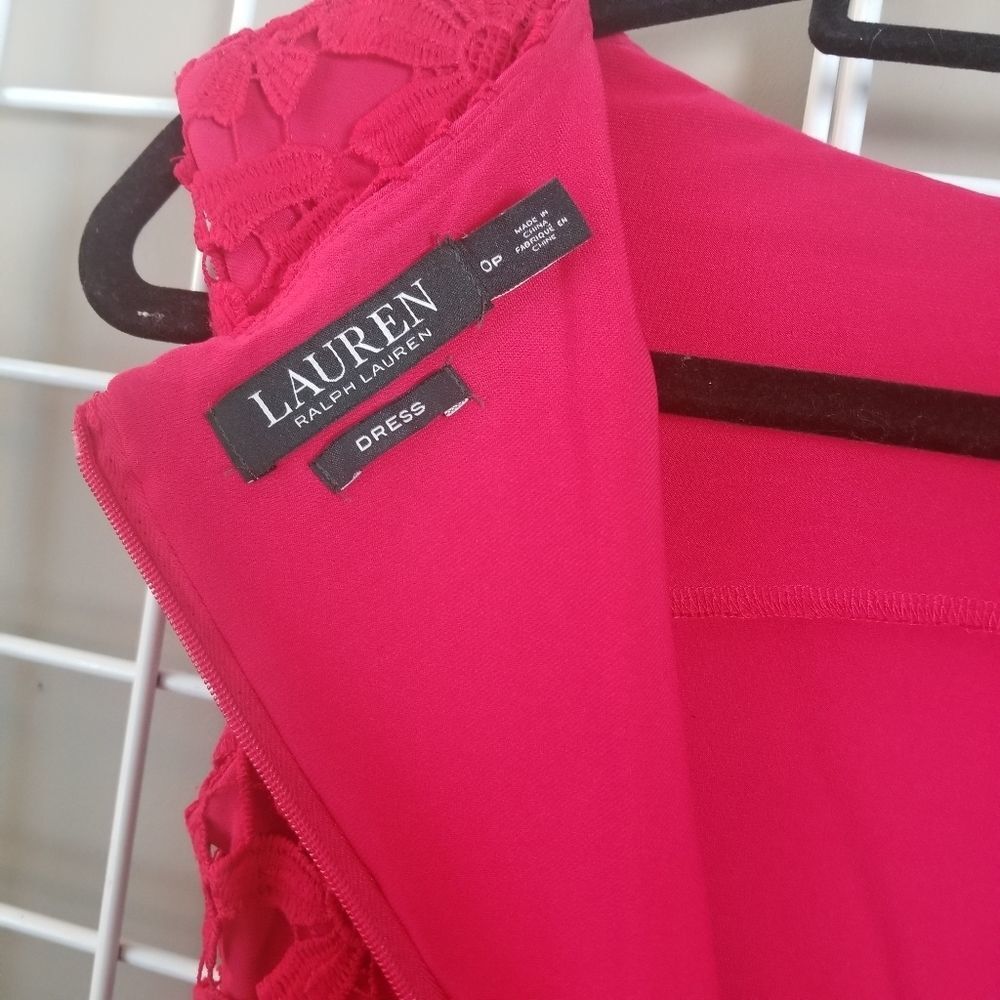 LAUREN
RALPH LAUREN
DRESS
0P
MADE IN
CHINA
FABRIQUÉ EN
CHINE